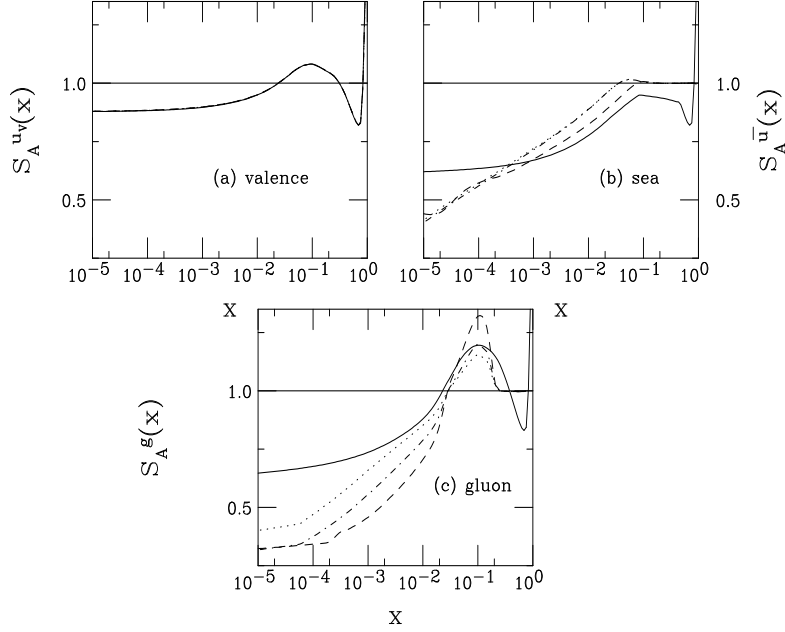 1.0
0.5
S_A^{u_v}(x)
(a) valence
10^{-5} 10^{-4} 10^{-3} 10^{-2} 10^{-1} 10^0
x
(b) sea
1.0
0.5
S_A^{\bar{u}}(x)
10^{-5} 10^{-4} 10^{-3} 10^{-2} 10^{-1} 10^0
x
1.0
0.5
S_A^g(x)
(c) gluon
10^{-5} 10^{-4} 10^{-3} 10^{-2} 10^{-1} 10^0
x